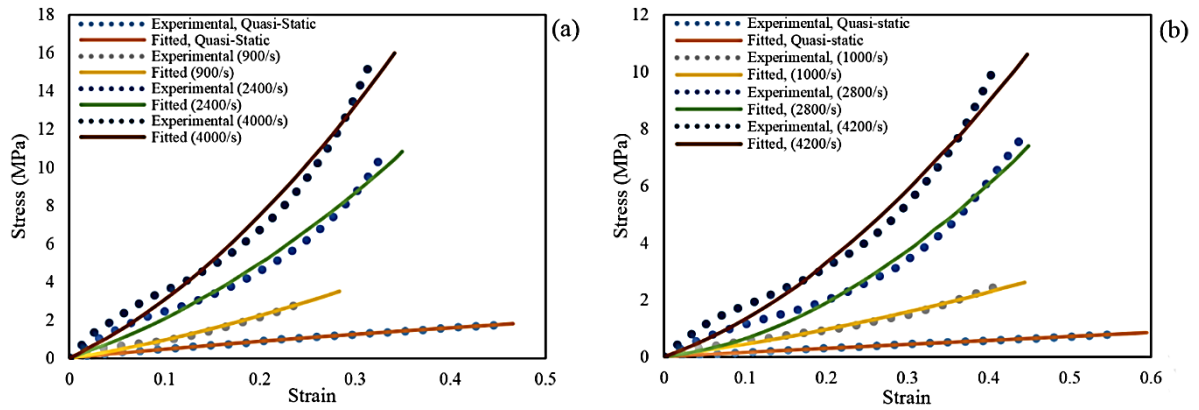 Experimental, Quasi-Static
Fitted, Quasi-Static
Experimental (900/s)
Fitted (900/s)
Experimental (2400/s)
Fitted (2400/s)
Experimental (4000/s)
Fitted (4000/s)
(a)
18
16
14
12
10
8
6
4
2
0
Stress (MPa)
0
0.1
0.2
0.3
0.4
0.5
Strain
Experimental, Quasi-static
Fitted, Quasi-static
Experimental, (1000/s)
Fitted, (1000/s)
Experimental, (2800/s)
Fitted, (2800/s)
Experimental, (4200/s)
Fitted, (4200/s)
(b)
12
10
8
6
4
2
0
Stress (MPa)
0
0.1
0.2
0.3
0.4
0.5
0.6
Strain